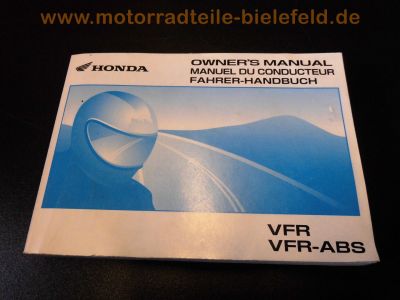 www.motorradteile-bielefeld.de
HONDA
OWNER'S MANUAL
MANUEL DU CONDUCTEUR
FAHRER-HANDBUCH
VFR
VFR-ABS